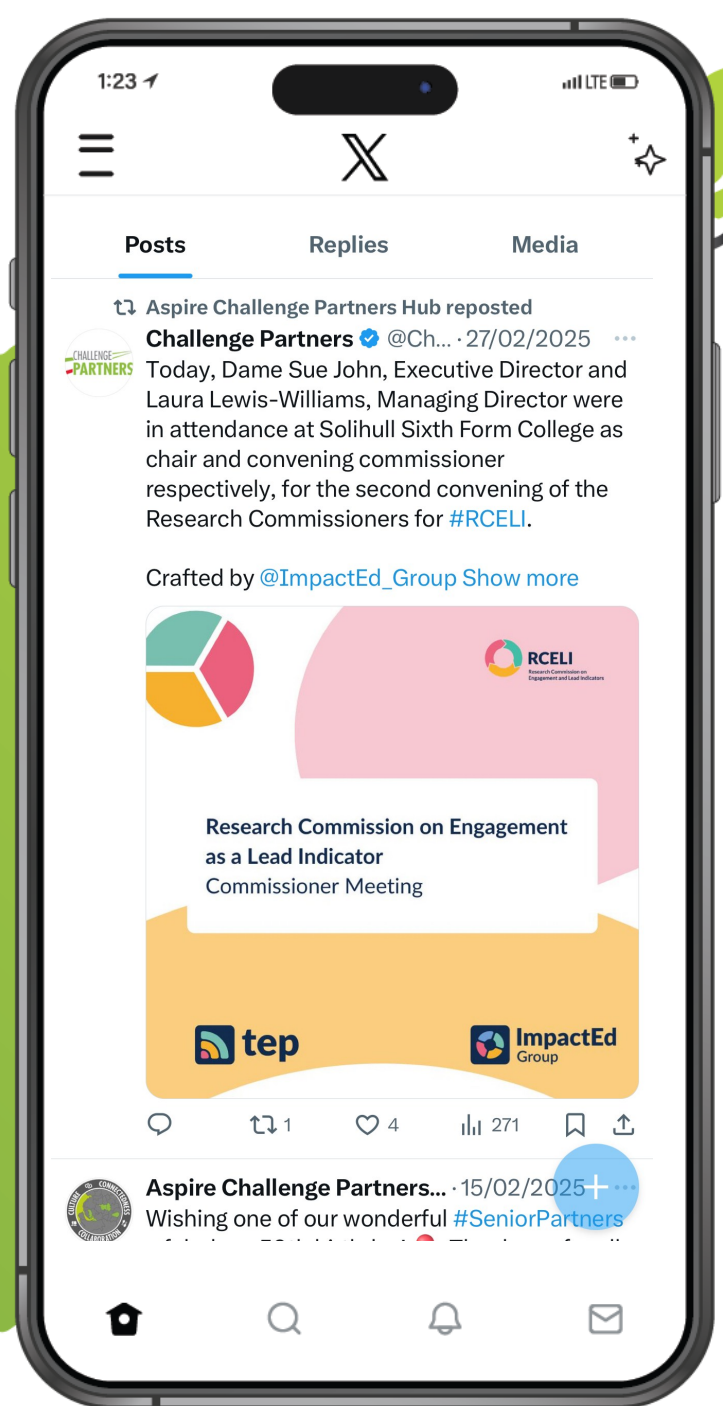 1:23
LTE
X
Posts Replies Media
Aspire Challenge Partners Hub reposted
Challenge Partners @Ch... · 27/02/2025
CHALLENGE
PARTNERS
Today, Dame Sue John, Executive Director and
Laura Lewis-Williams, Managing Director were
in attendance at Solihull Sixth Form College as
chair and convening commissioner
respectively, for the second convening of the
Research Commissioners for #RCELI.
Crafted by @ImpactEd_Group Show more
RCELI
Research Commission on
Engagement and Lead Indicators
Research Commission on Engagement
as a Lead Indicator
Commissioner Meeting
tep
ImpactEd
Group
1 4 271
Aspire Challenge Partners... · 15/02/2025
CULTURE CONNECTEDNESS
COLLABORATION
Wishing one of our wonderful #SeniorPartners